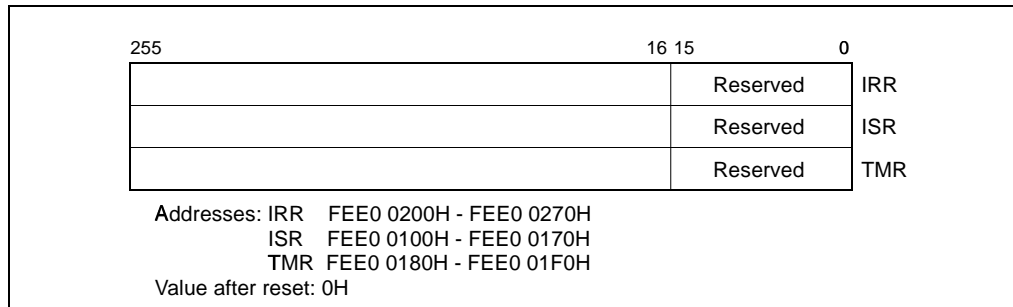 255 16 15 0
Reserved IRR
Reserved ISR
Reserved TMR
Addresses: IRR FEE0 0200H - FEE0 0270H
ISR FEE0 0100H - FEE0 0170H
TMR FEE0 0180H - FEE0 01F0H
Value after reset: 0H